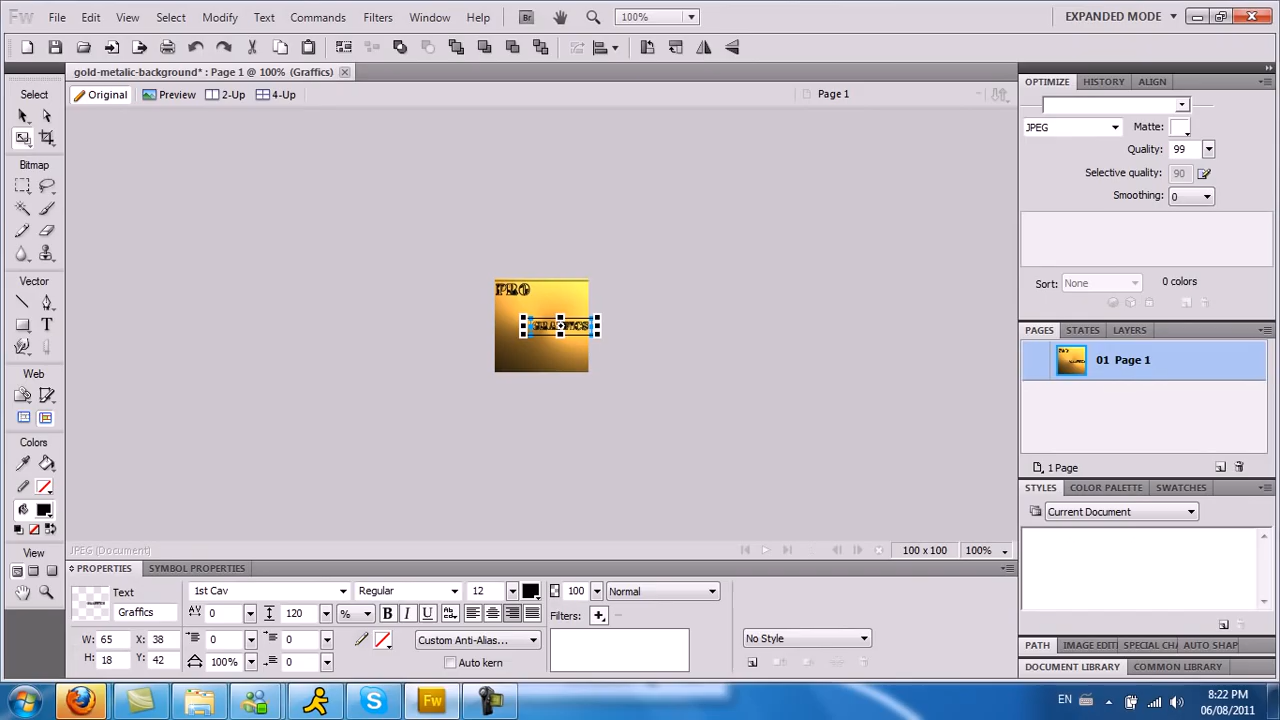 Fw File Edit View Select Modify Text Commands Filters Window Help Br 100% EXPANDED MODE
gold-metalic-background* : Page 1 @ 100% (Graffics)
Original Preview 2-Up 4-Up Page 1
Select
Bitmap
Vector
Web
Colors
View
PRO
GRAFFICS
JPEG (Document) 100 x 100 100%
PROPERTIES SYMBOL PROPERTIES
Text 1st Cav Regular 12 100 Normal
Graffics 0 120 % B I U Filters:
W: 65 X: 38 0 0 Custom Anti-Alias... No Style
H: 18 Y: 42 100% 0 Auto kern
OPTIMIZE HISTORY ALIGN
JPEG Matte:
Quality: 99
Selective quality: 90
Smoothing: 0
Sort: None 0 colors
PAGES STATES LAYERS
01 Page 1
1 Page
STYLES COLOR PALETTE SWATCHES
Current Document
PATH IMAGE EDIT SPECIAL CH AUTO SHAP
DOCUMENT LIBRARY COMMON LIBRARY
Fw EN 8:22 PM
06/08/2011